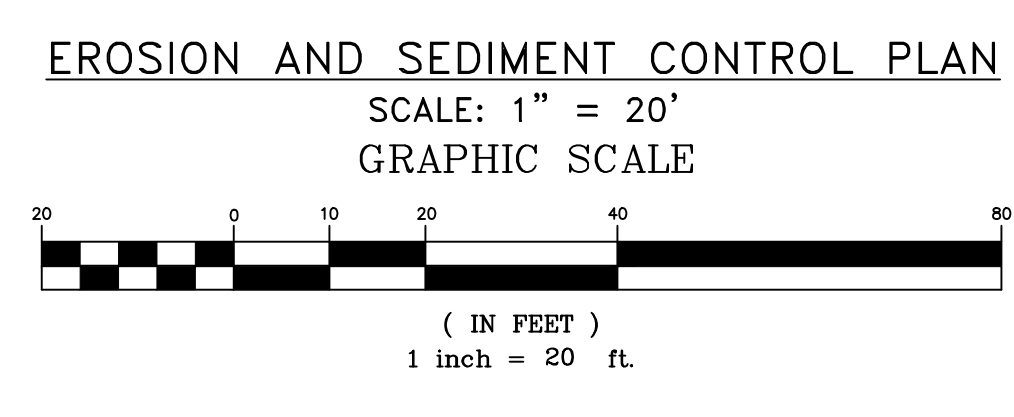 EROSION AND SEDIMENT CONTROL PLAN
SCALE: 1" = 20'
GRAPHIC SCALE
20 0 10 20 40 80
( IN FEET )
1 inch = 20 ft.